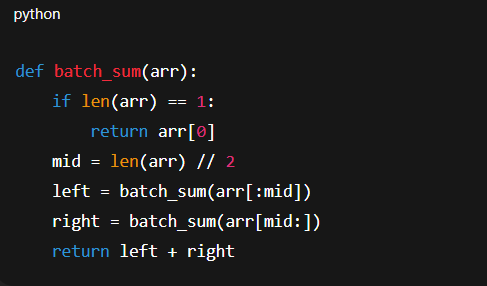 python
def batch_sum(arr):
    if len(arr) == 1:
        return arr[0]
    mid = len(arr) // 2
    left = batch_sum(arr[:mid])
    right = batch_sum(arr[mid:])
    return left + right